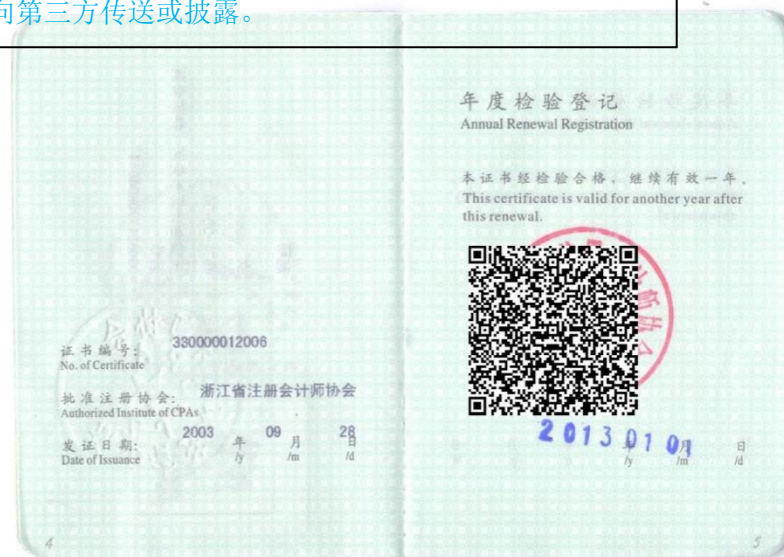 向第三方传送或披露。
年度检验登记
Annual Renewal Registration
本证书经检验合格，继续有效一年。
This certificate is valid for another year after
this renewal.
证书编号: 330000012006
No. of Certificate
批准注册协会: 浙江省注册会计师协会
Authorized Institute of CPAs
发证日期: 2003 年 09 月 28 日
Date of Issuance /y /m /d
2013 年 01 月 01 日
/y /m /d
4
5